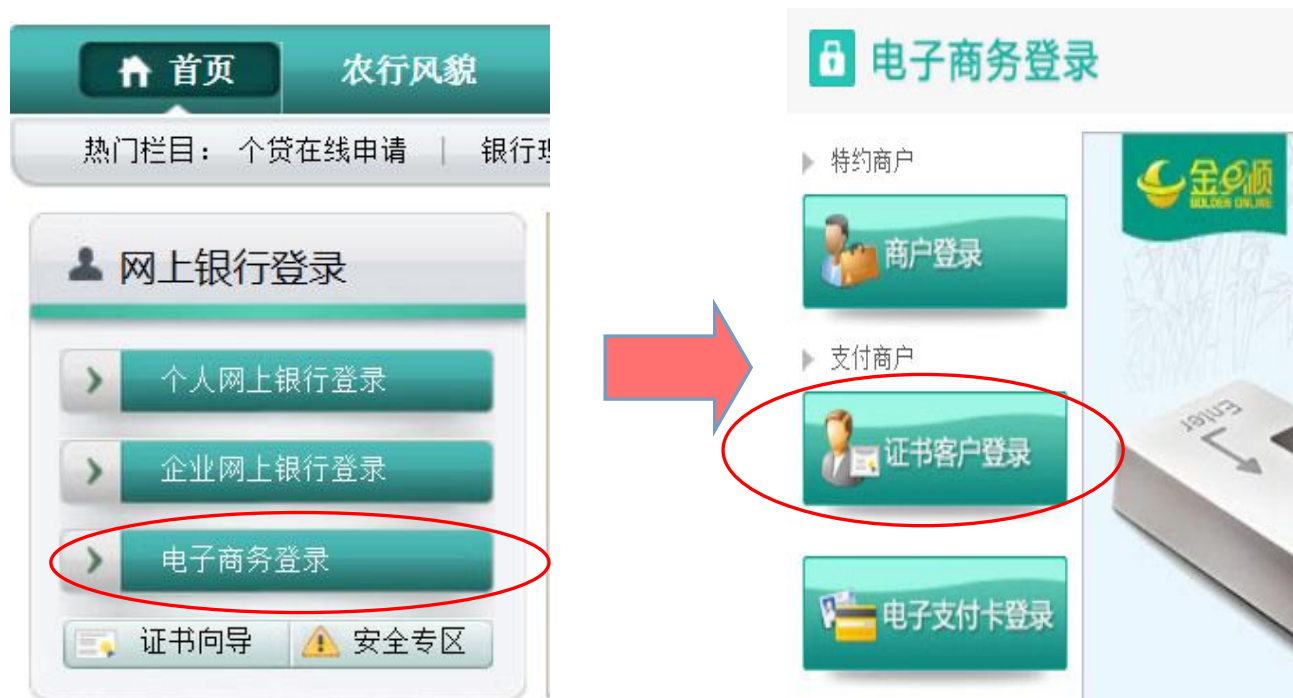 首页
农行风貌
热门栏目： 个贷在线申请 | 银行
网上银行登录
个人网上银行登录
企业网上银行登录
电子商务登录
证书向导
安全专区
电子商务登录
特约商户
商户登录
支付商户
证书客户登录
电子支付卡登录
金e顺
GOLDEN ONLINE
Enter